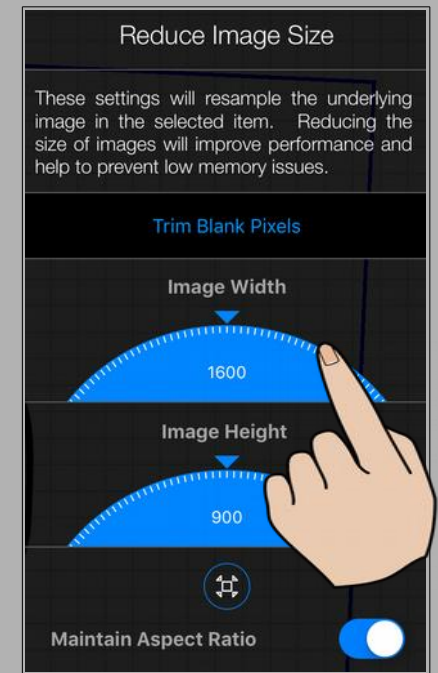 Reduce Image Size
These settings will resample the underlying
image in the selected item. Reducing the
size of images will improve performance and
help to prevent low memory issues.
Trim Blank Pixels
Image Width
1600
Image Height
900
Maintain Aspect Ratio